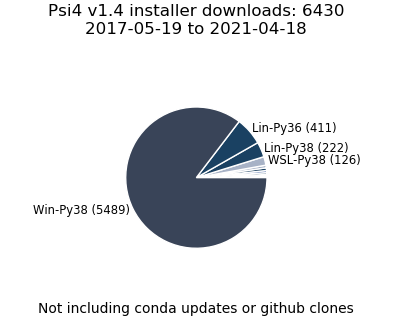 Psi4 v1.4 installer downloads: 6430
2017-05-19 to 2021-04-18
Lin-Py36 (411)
Lin-Py38 (222)
WSL-Py38 (126)
Win-Py38 (5489)
Not including conda updates or github clones